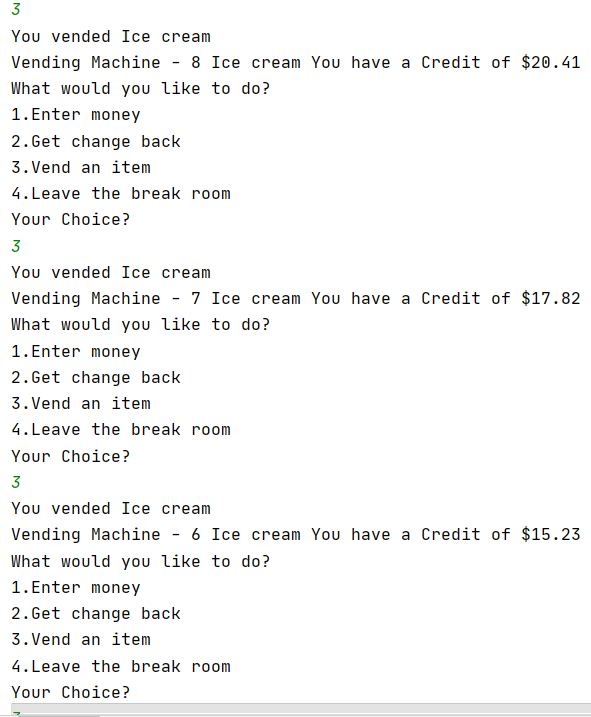 3
You vended Ice cream
Vending Machine - 8 Ice cream You have a Credit of $20.41
What would you like to do?
1.Enter money
2.Get change back
3.Vend an item
4.Leave the break room
Your Choice?
3
You vended Ice cream
Vending Machine - 7 Ice cream You have a Credit of $17.82
What would you like to do?
1.Enter money
2.Get change back
3.Vend an item
4.Leave the break room
Your Choice?
3
You vended Ice cream
Vending Machine - 6 Ice cream You have a Credit of $15.23
What would you like to do?
1.Enter money
2.Get change back
3.Vend an item
4.Leave the break room
Your Choice?